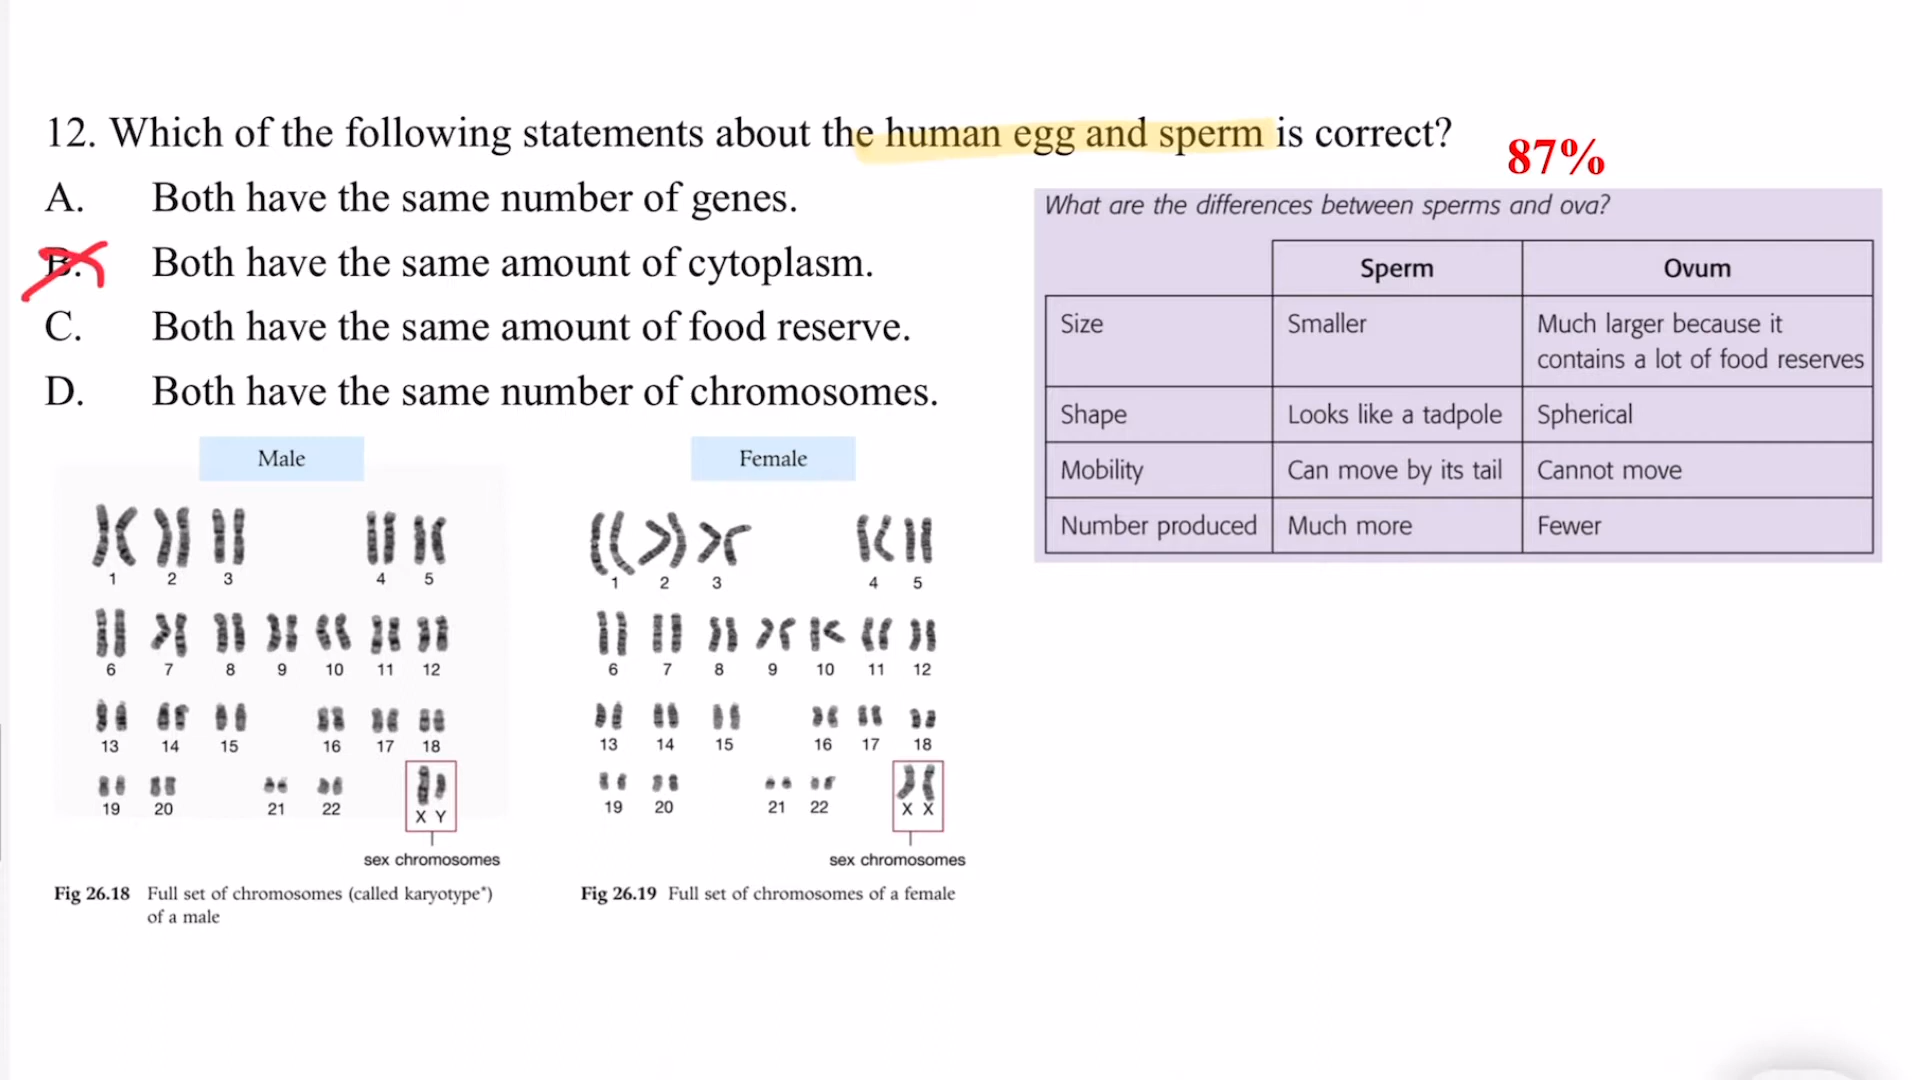 12. Which of the following statements about the human egg and sperm is correct?
87%
A. Both have the same number of genes.
B. Both have the same amount of cytoplasm.
C. Both have the same amount of food reserve.
D. Both have the same number of chromosomes.
What are the differences between sperms and ova?
Sperm Ovum
Size Smaller Much larger because it
contains a lot of food reserves
Shape Looks like a tadpole Spherical
Mobility Can move by its tail Cannot move
Number produced Much more Fewer
Male
1 2 3 4 5
6 7 8 9 10 11 12
13 14 15 16 17 18
19 20 21 22 X Y
sex chromosomes
Fig 26.18 Full set of chromosomes (called karyotype*)
of a male
Female
1 2 3 4 5
6 7 8 9 10 11 12
13 14 15 16 17 18
19 20 21 22 X X
sex chromosomes
Fig 26.19 Full set of chromosomes of a female